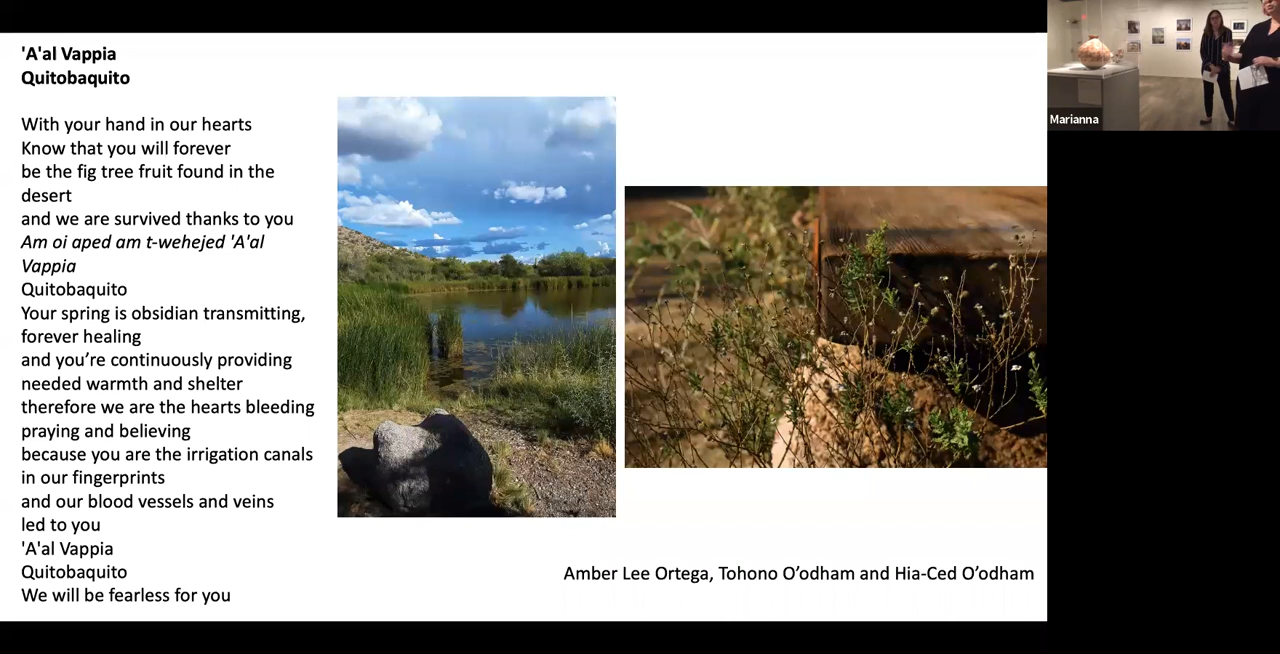 'A'al Vappia
Quitobaquito
With your hand in our hearts
Know that you will forever
be the fig tree fruit found in the
desert
and we are survived thanks to you
Am oi aped am t-wehejed 'A'al
Vappia
Quitobaquito
Your spring is obsidian transmitting,
forever healing
and you’re continuously providing
needed warmth and shelter
therefore we are the hearts bleeding
praying and believing
because you are the irrigation canals
in our fingerprints
and our blood vessels and veins
led to you
'A'al Vappia
Quitobaquito
We will be fearless for you
Amber Lee Ortega, Tohono O’odham and Hia-Ced O’odham
Marianna